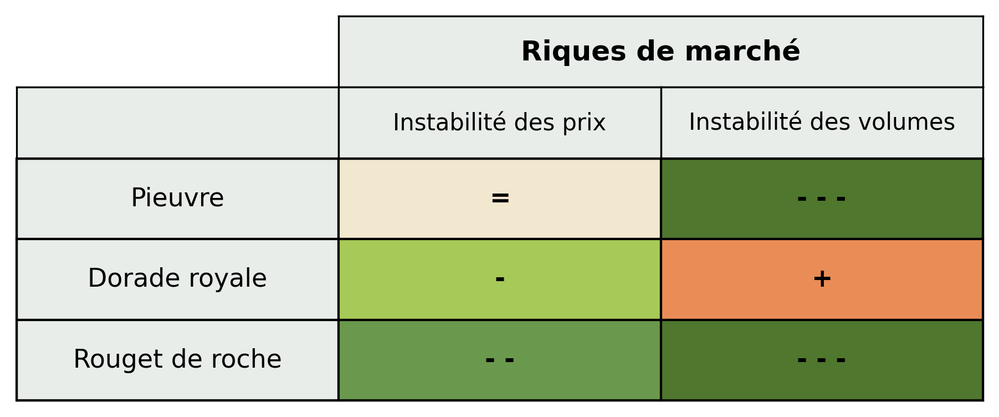 Riques de marché
Instabilité des prix Instabilité des volumes
Pieuvre = - - -
Dorade royale - +
Rouget de roche - - - - -